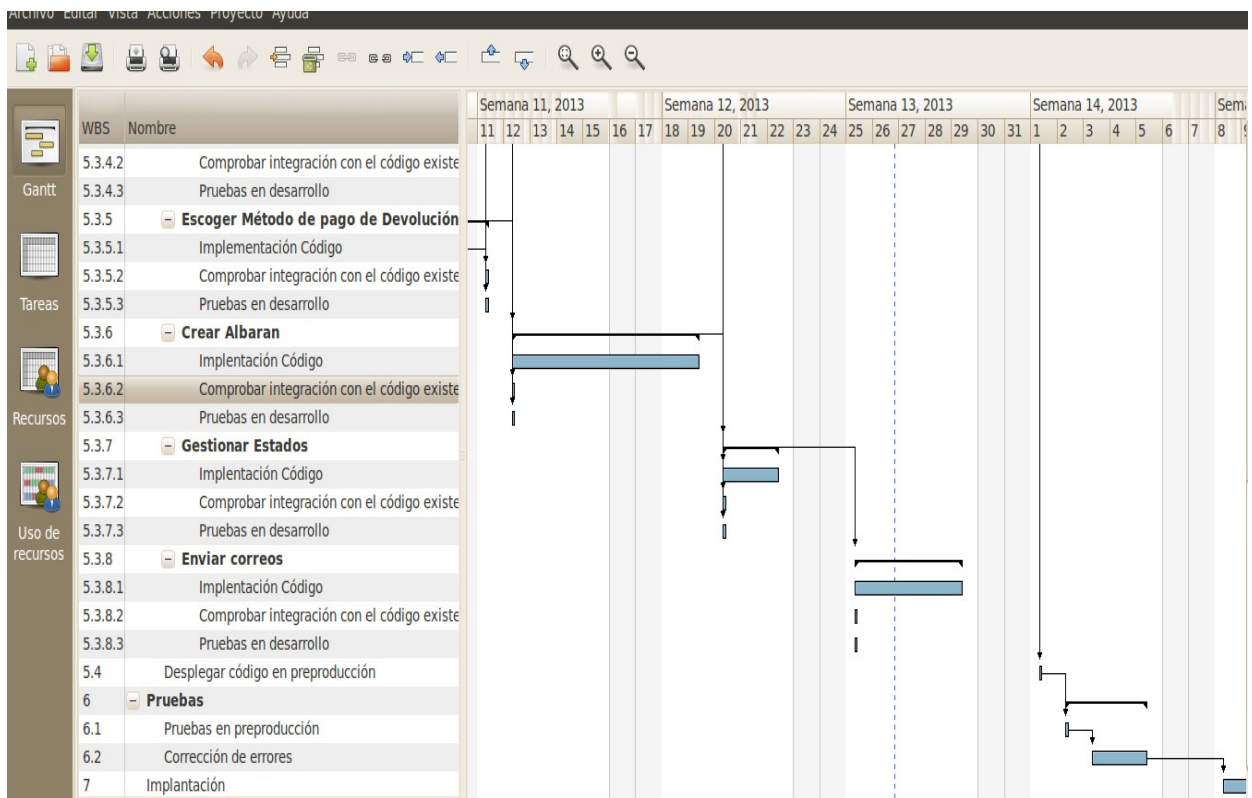 Archivo Editar Vista Acciones Proyecto Ayuda
Gantt
Tareas
Recursos
Uso de
recursos
WBS Nombre
Semana 11, 2013 Semana 12, 2013 Semana 13, 2013 Semana 14, 2013
11 12 13 14 15 16 17 18 19 20 21 22 23 24 25 26 27 28 29 30 31 1 2 3 4 5 6 7 8
5.3.4.2 Comprobar integración con el código existe
5.3.4.3 Pruebas en desarrollo
5.3.5 Escoger Método de pago de Devolución
5.3.5.1 Implementación Código
5.3.5.2 Comprobar integración con el código existe
5.3.5.3 Pruebas en desarrollo
5.3.6 Crear Albaran
5.3.6.1 Implentación Código
5.3.6.2 Comprobar integración con el código existe
5.3.6.3 Pruebas en desarrollo
5.3.7 Gestionar Estados
5.3.7.1 Implentación Código
5.3.7.2 Comprobar integración con el código existe
5.3.7.3 Pruebas en desarrollo
5.3.8 Enviar correos
5.3.8.1 Implentación Código
5.3.8.2 Comprobar integración con el código existe
5.3.8.3 Pruebas en desarrollo
5.4 Desplegar código en preproducción
6 Pruebas
6.1 Pruebas en preproducción
6.2 Corrección de errores
7 Implantación